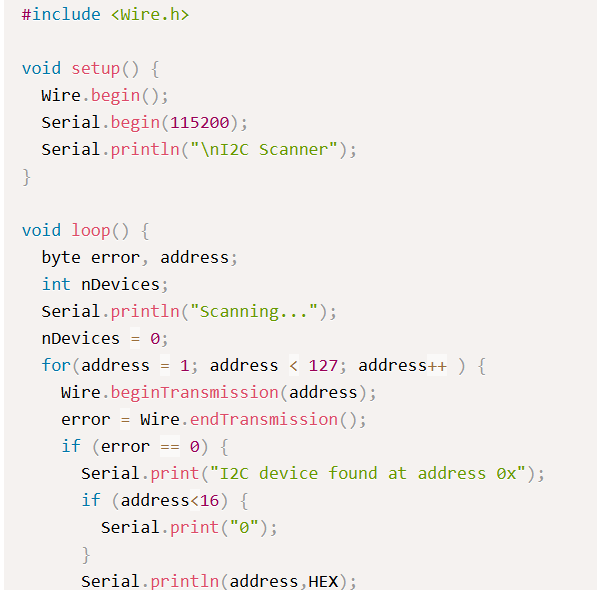 #include <Wire.h>

void setup() {
  Wire.begin();
  Serial.begin(115200);
  Serial.println("\nI2C Scanner");
}

void loop() {
  byte error, address;
  int nDevices;
  Serial.println("Scanning...");
  nDevices = 0;
  for(address = 1; address < 127; address++ ) {
    Wire.beginTransmission(address);
    error = Wire.endTransmission();
    if (error == 0) {
      Serial.print("I2C device found at address 0x");
      if (address<16) {
        Serial.print("0");
      }
      Serial.println(address,HEX);